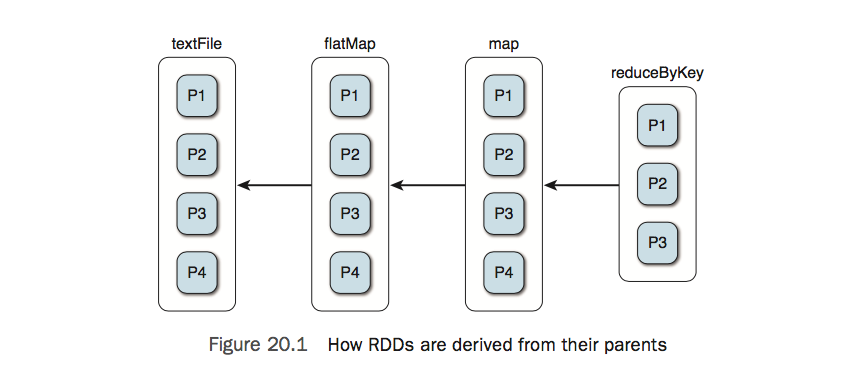 textFile
flatMap
map
reduceByKey
P1
P1
P1
P1
P2
P2
P2
P2
P3
P3
P3
P3
P4
P4
P4
Figure 20.1 How RDDs are derived from their parents